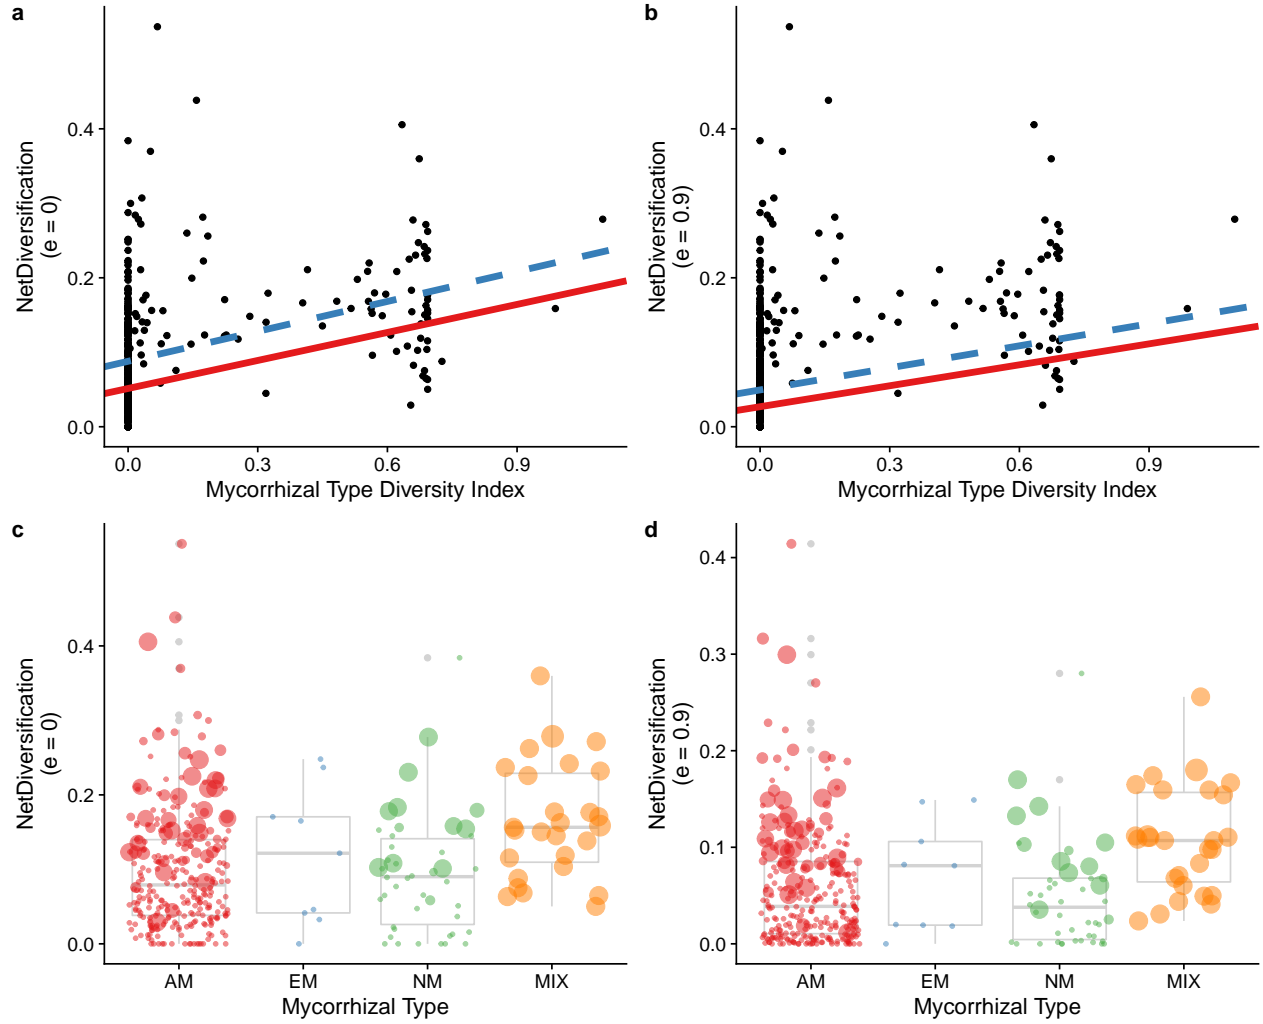 a
NetDiversification
(e = 0)
0.4
0.2
0.0
0.0 0.3 0.6 0.9
Mycorrhizal Type Diversity Index
b
NetDiversification
(e = 0.9)
0.4
0.2
0.0
0.0 0.3 0.6 0.9
Mycorrhizal Type Diversity Index
c
NetDiversification
(e = 0)
0.4
0.2
0.0
AM EM NM MIX
Mycorrhizal Type
d
NetDiversification
(e = 0.9)
0.4
0.3
0.2
0.1
0.0
AM EM NM MIX
Mycorrhizal Type